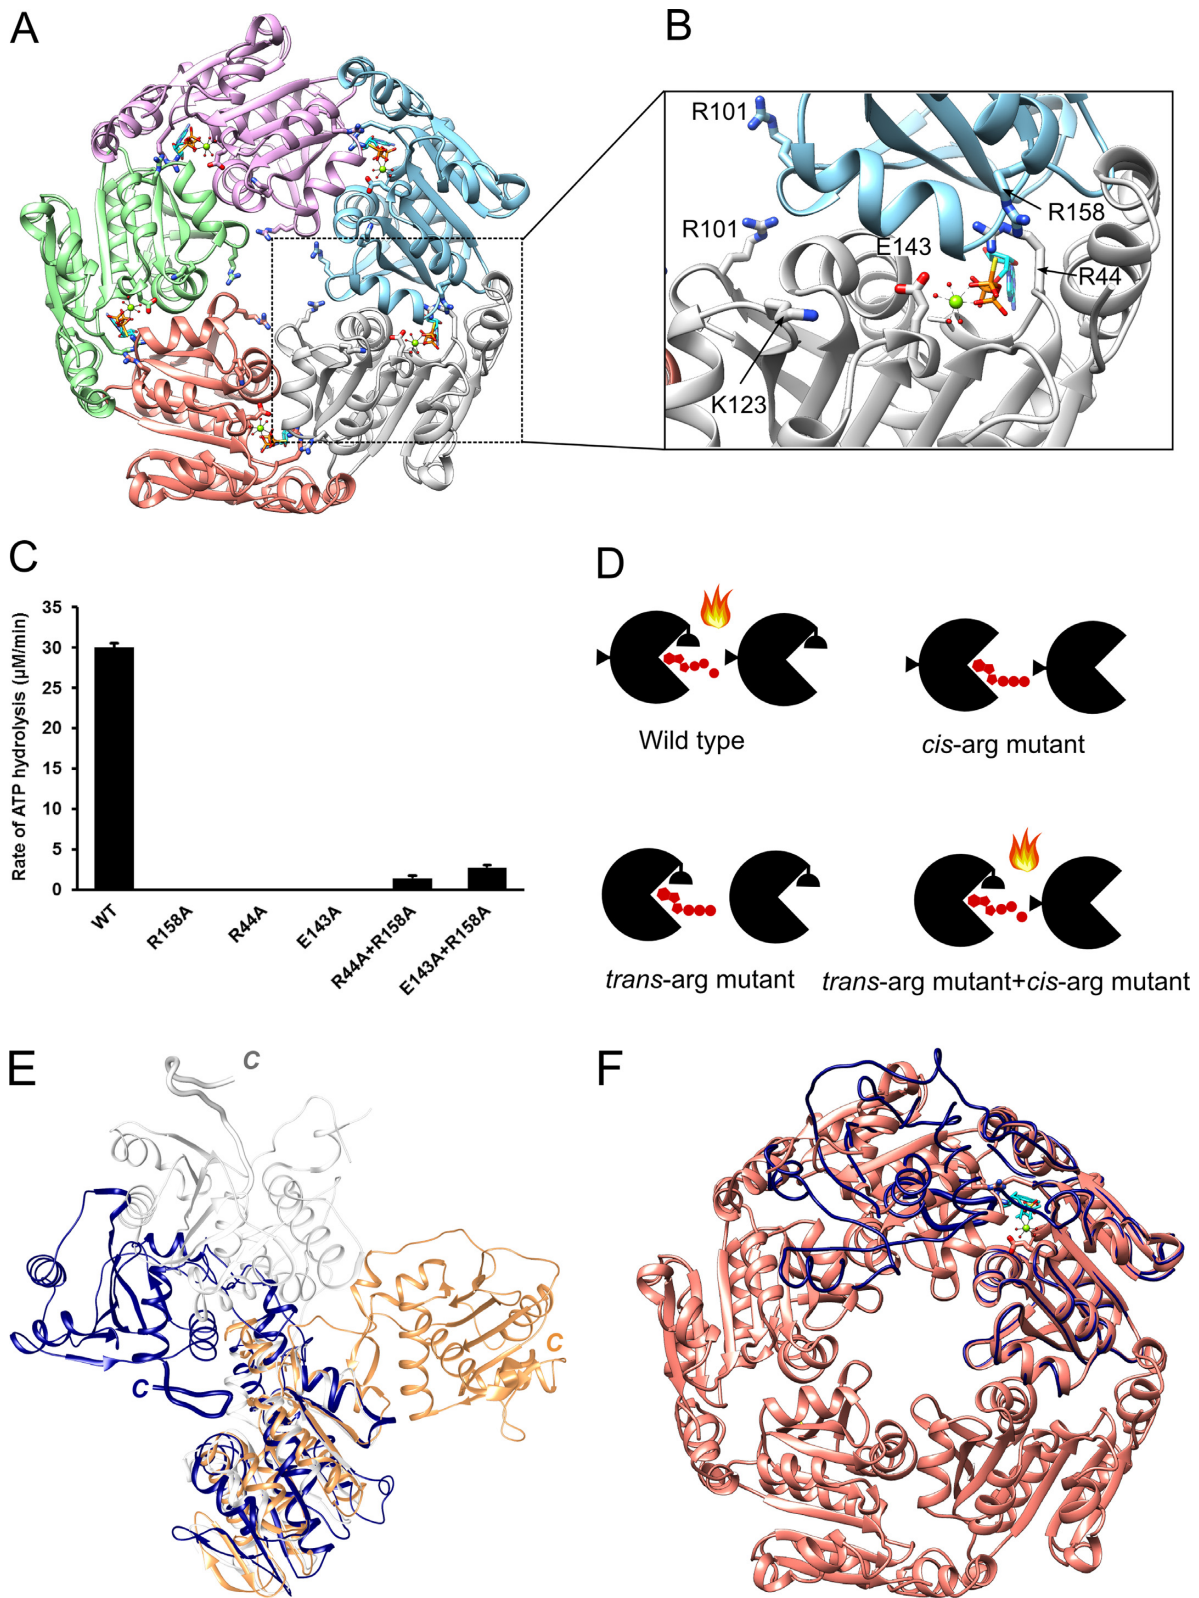 A
B
R101
R101
E143
R158
R44
K123
C
Rate of ATP hydrolysis (µM/min)
35
30
25
20
15
10
5
0
WT
R158A
R44A
E143A
R44A+R158A
E143A+R158A
D
Wild type
cis-arg mutant
trans-arg mutant
trans-arg mutant+cis-arg mutant
E
C
C
C
F